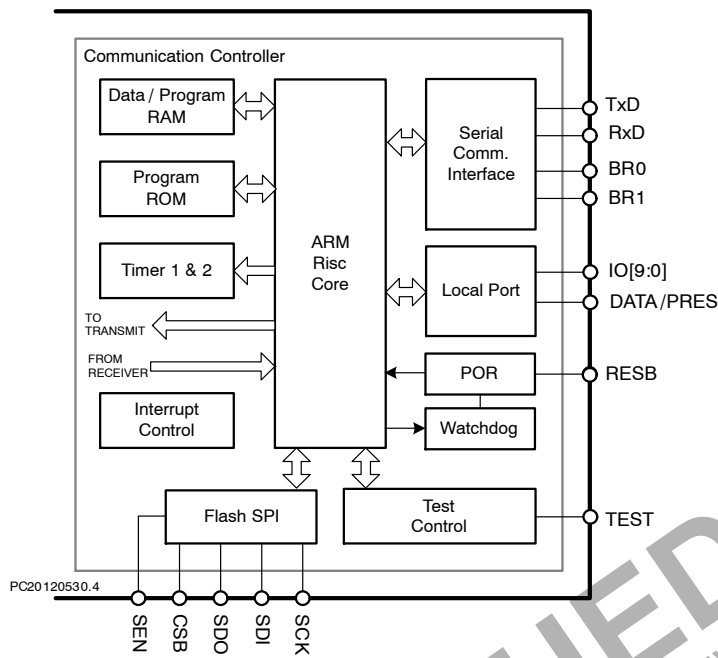 Communication Controller
Data / Program
RAM
Program
ROM
Timer 1 & 2
TO
TRANSMIT
FROM
RECEIVER
Interrupt
Control
ARM
Risc
Core
Serial
Comm.
Interface
Local Port
POR
Watchdog
Flash SPI
Test
Control
TxD
RxD
BR0
BR1
IO[9:0]
DATA/PRES
RESB
TEST
PC20120530.4
SEN
CSB
SDO
SDI
SCK